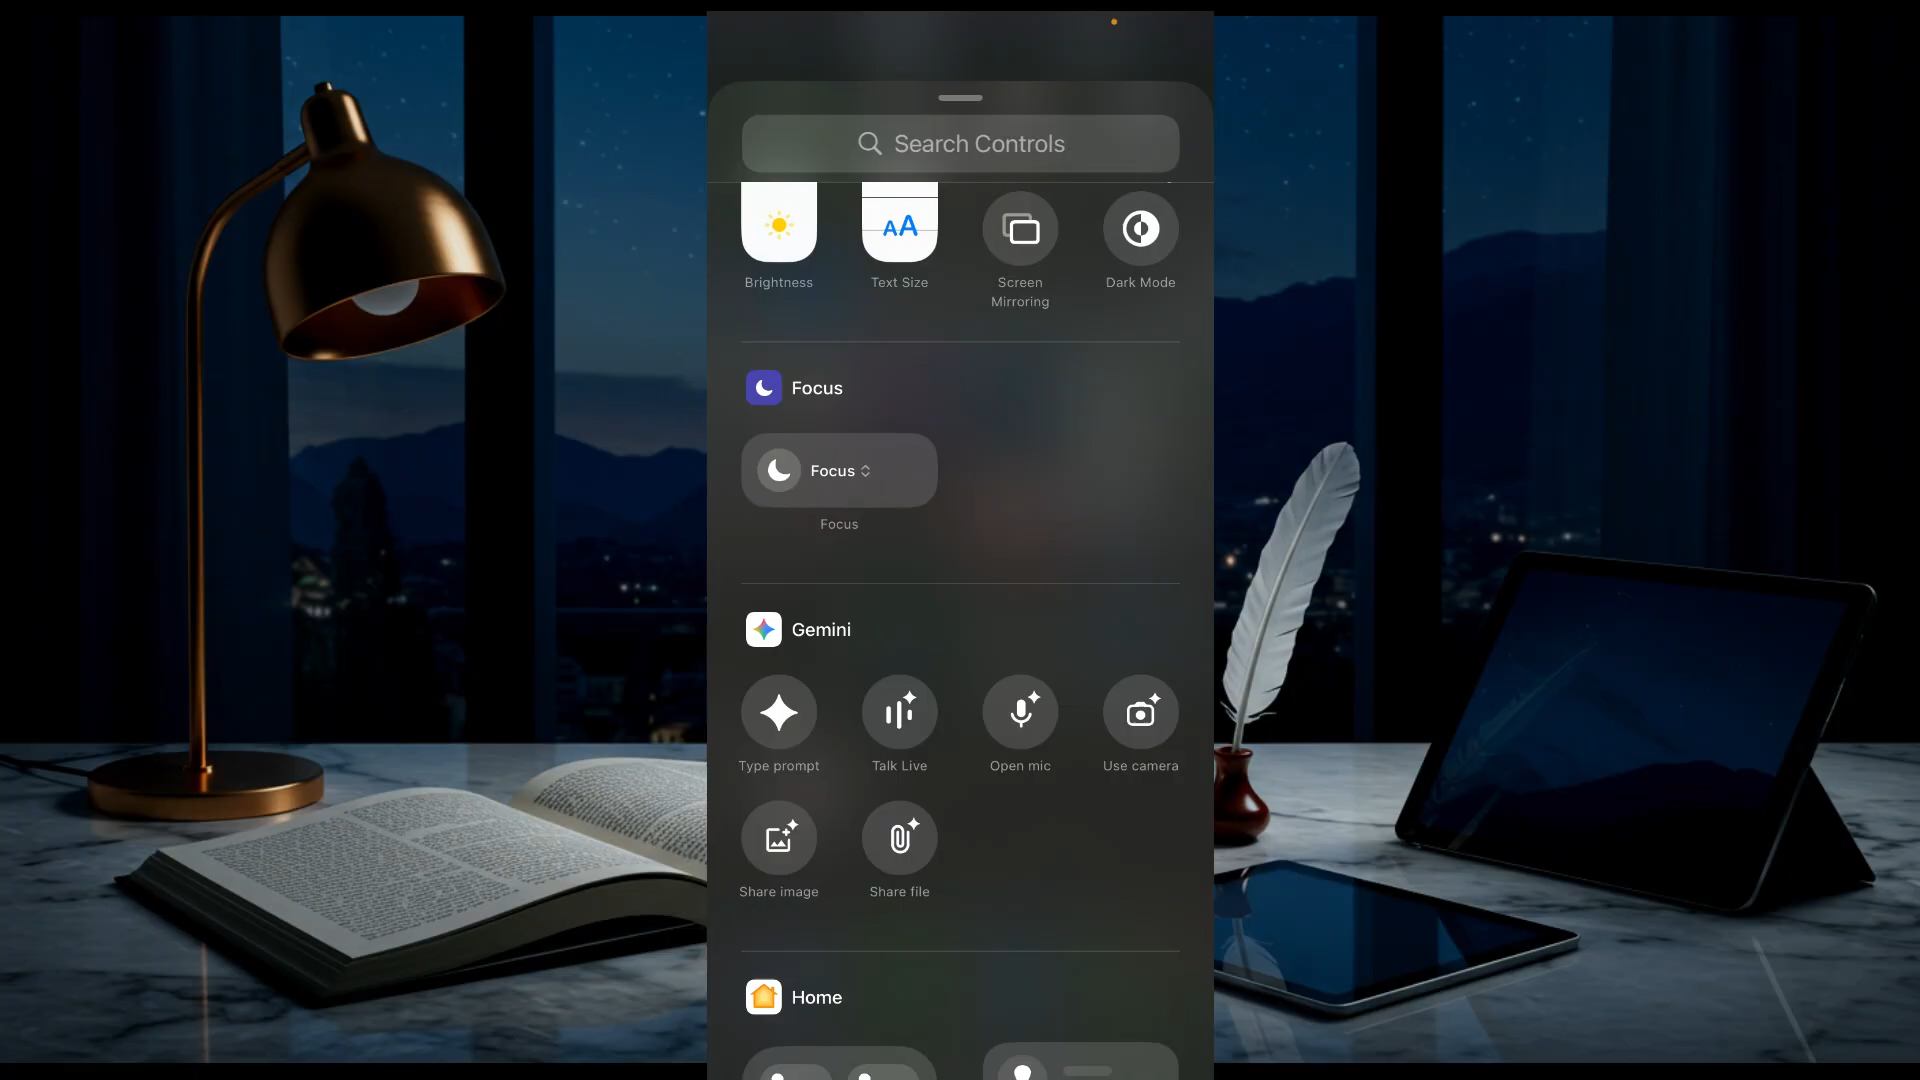 Search Controls
AA
Brightness
Text Size
Screen
Mirroring
Dark Mode
Focus
Focus
Focus
Gemini
Type prompt
Talk Live
Open mic
Use camera
Share image
Share file
Home